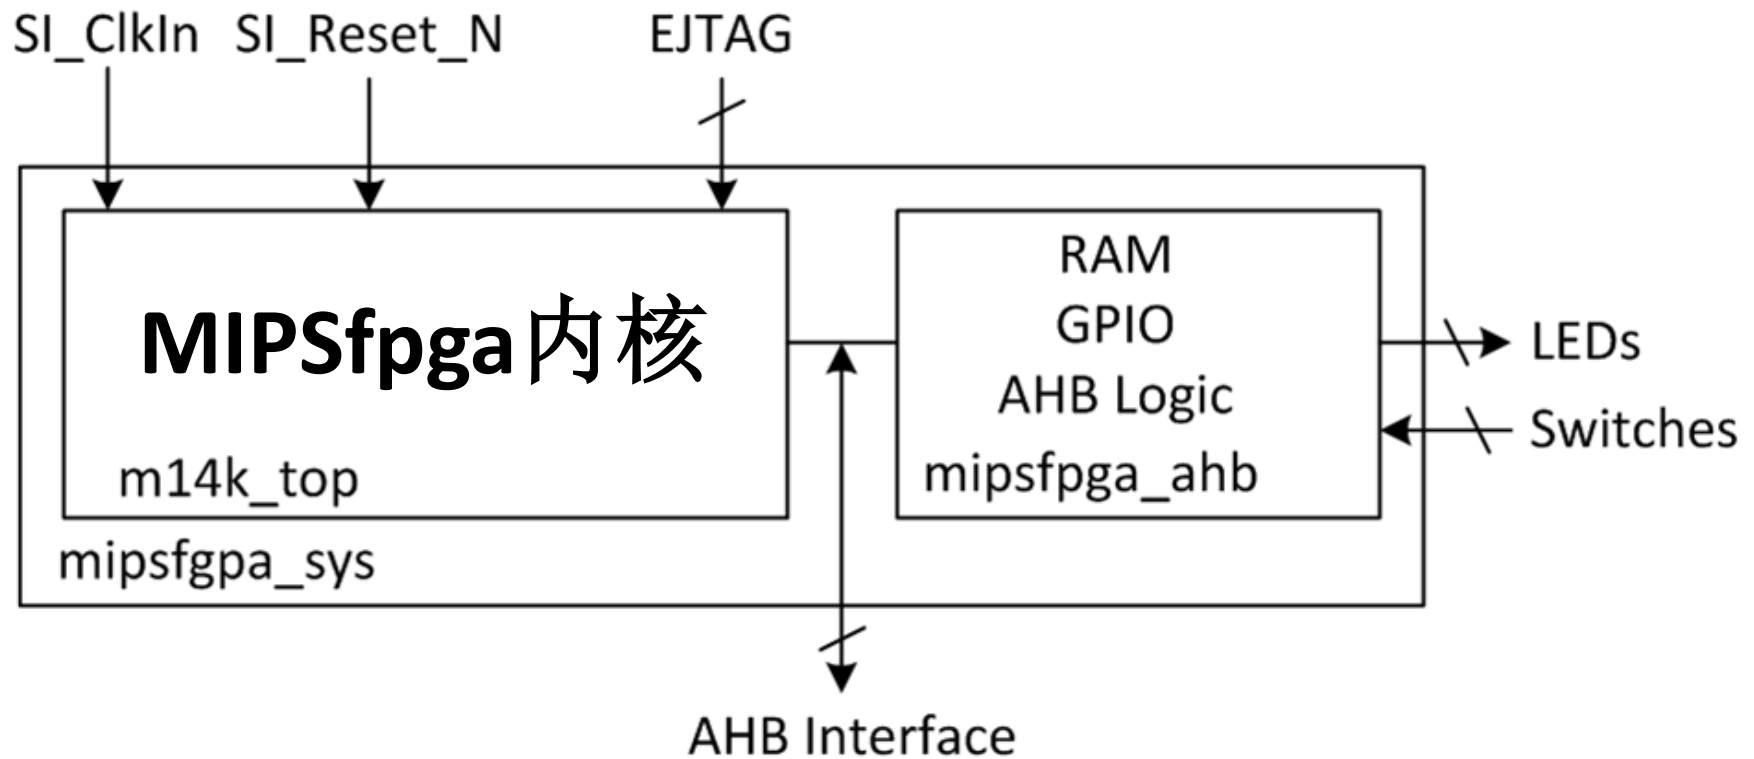 SI_ClkIn
SI_Reset_N
EJTAG
MIPSfpga内核
m14k_top
mipsfgpa_sys
RAM
GPIO
AHB Logic
mipsfpga_ahb
LEDs
Switches
AHB Interface